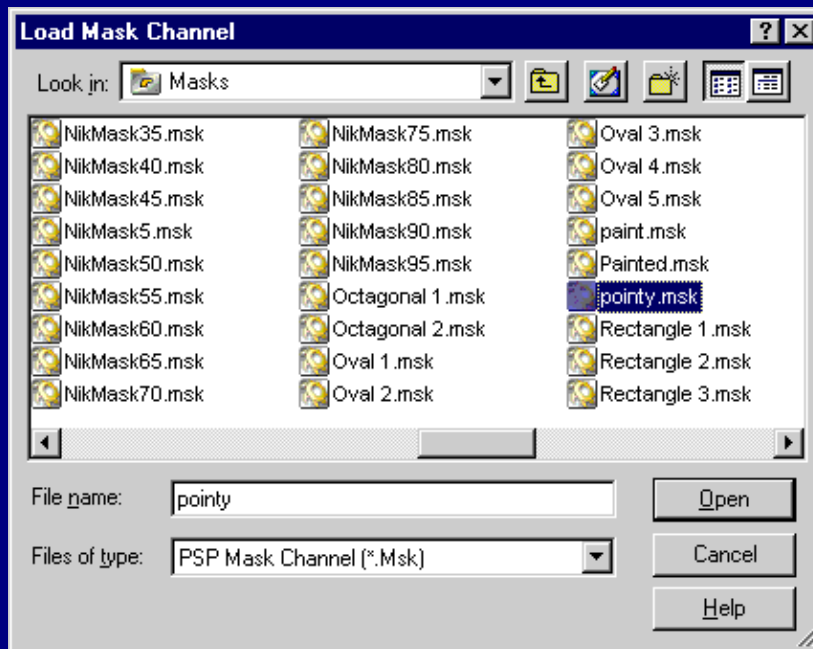 Load Mask Channel
Look in: Masks
NikMask35.msk
NikMask40.msk
NikMask45.msk
NikMask5.msk
NikMask50.msk
NikMask55.msk
NikMask60.msk
NikMask65.msk
NikMask70.msk
NikMask75.msk
NikMask80.msk
NikMask85.msk
NikMask90.msk
NikMask95.msk
Octagonal 1.msk
Octagonal 2.msk
Oval 1.msk
Oval 2.msk
Oval 3.msk
Oval 4.msk
Oval 5.msk
paint.msk
Painted.msk
pointy.msk
Rectangle 1.msk
Rectangle 2.msk
Rectangle 3.msk
File name: pointy
Open
Files of type: PSP Mask Channel (*.Msk)
Cancel
Help